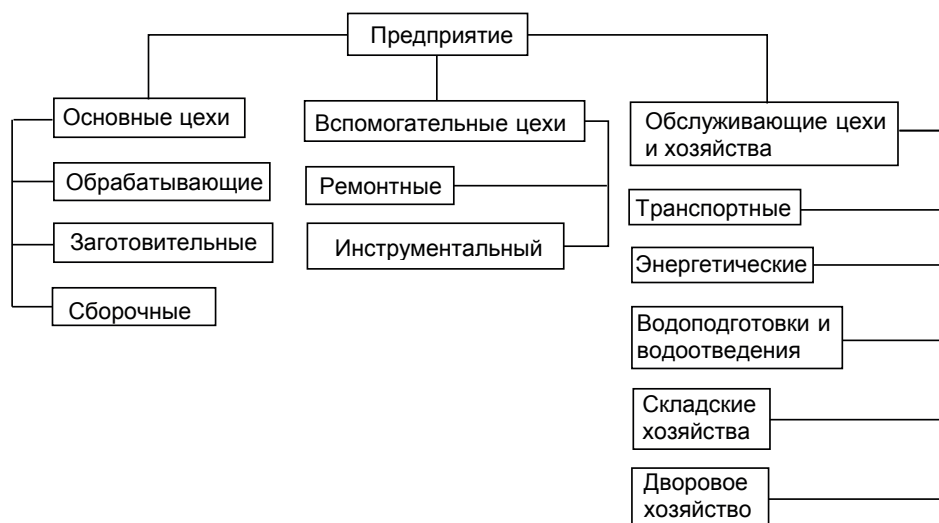 Предприятие
Основные цехи
Обрабатывающие
Заготовительные
Сборочные
Вспомогательные цехи
Ремонтные
Инструментальный
Обслуживающие цехи
и хозяйства
Транспортные
Энергетические
Водоподготовки и
водоотведения
Складские
хозяйства
Дворовое
хозяйство